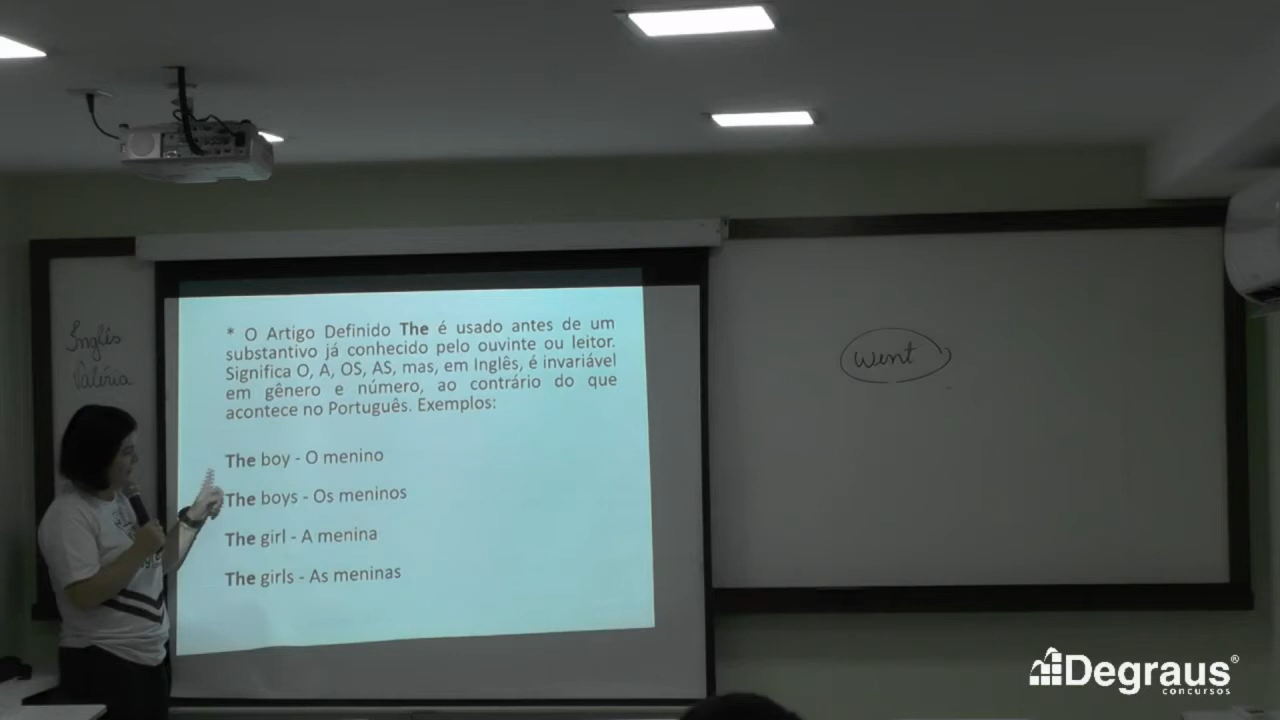 Inglês
Valéria
* O Artigo Definido The é usado antes de um
substantivo já conhecido pelo ouvinte ou leitor.
Significa O, A, OS, AS, mas, em Inglês, é invariável
em gênero e número, ao contrário do que
acontece no Português. Exemplos:
The boy - O menino
The boys - Os meninos
The girl - A menina
The girls - As meninas
went
Degraus®
concursos